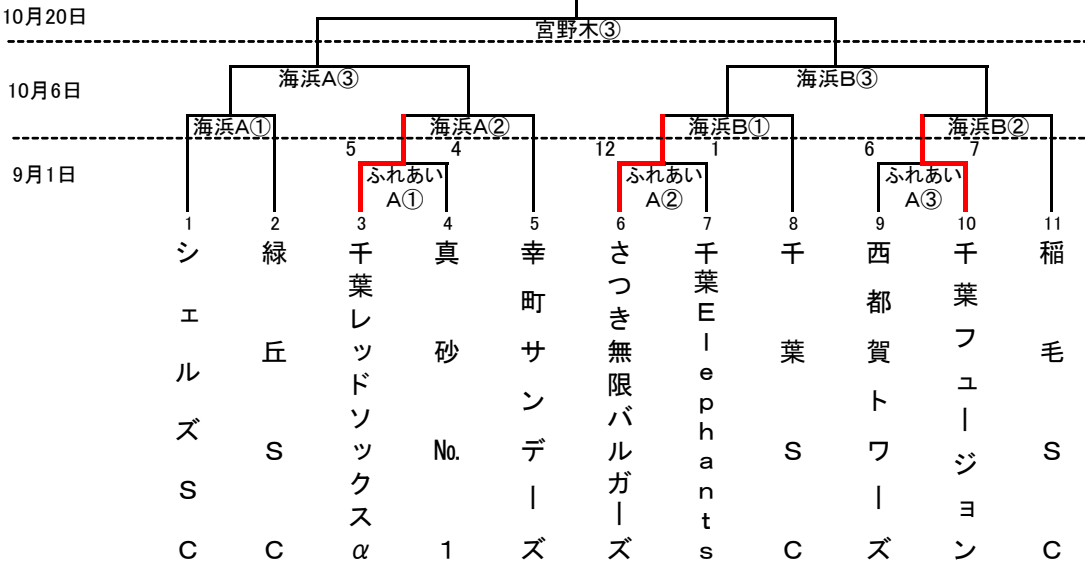 10月20日
宮野木③
10月6日
海浜A③
海浜B③
海浜A①
海浜A②
海浜B①
海浜B②
5
4
12
1
6
7
9月1日
ふれあい
A①
ふれあい
A②
ふれあい
A③
1
2
3
4
5
6
7
8
9
10
11
シェルズSC
緑丘SC
千葉レッドソックスα
真砂№1
幸町サンデーズ
さつき無限バルガーズ
千葉Elephants
千葉SC
西都賀トワーズ
千葉フュージョン
稲毛SC